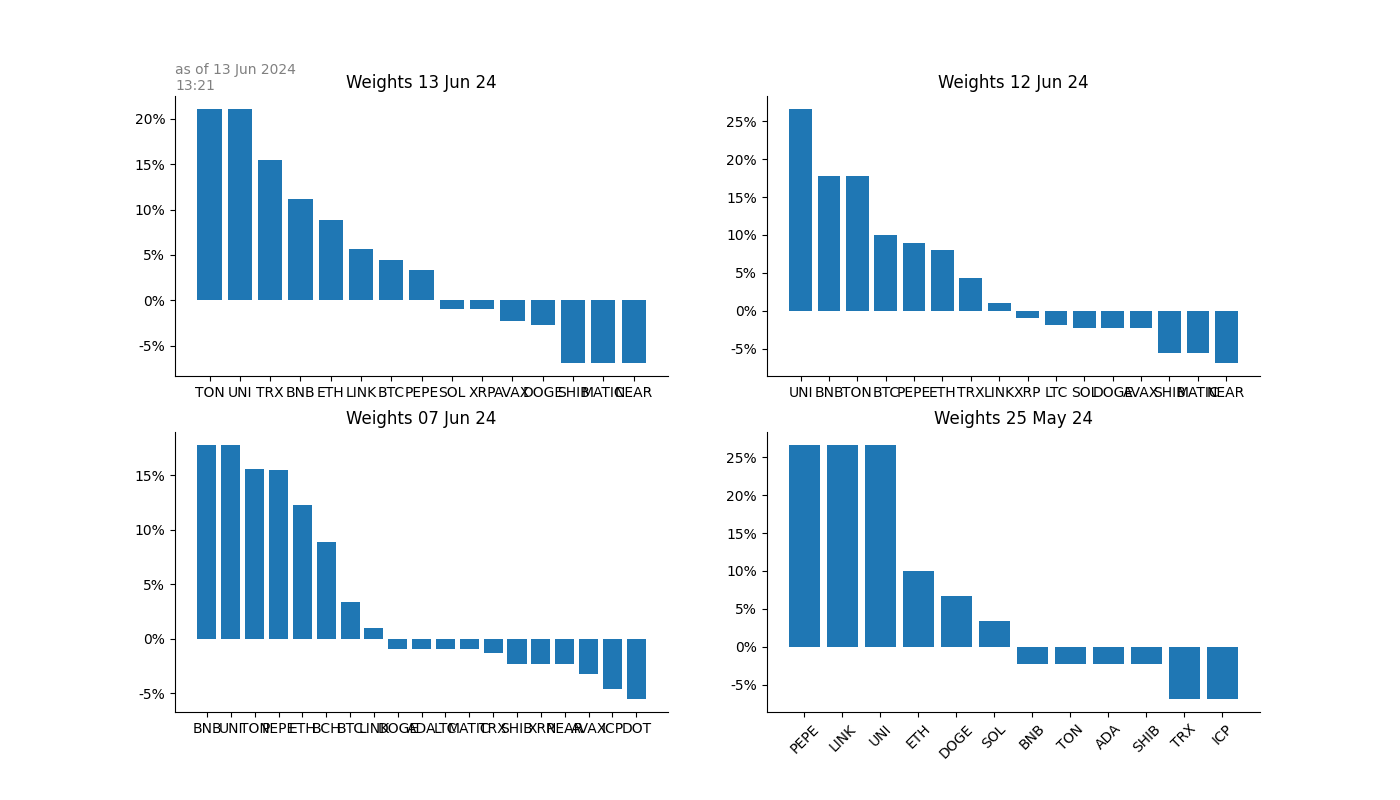 as of 13 Jun 2024
13:21
Weights 13 Jun 24
20%
15%
10%
5%
0%
-5%
TON UNI TRX BNB ETH LINK BTC PEPE SOL XRP AVAX DOGE SHIB MATIC NEAR
Weights 12 Jun 24
25%
20%
15%
10%
5%
0%
-5%
UNI BNB TON BTC PEPE ETH TRX LINK XRP LTC SOL DOGE AVAX SHIB MATIC NEAR
Weights 07 Jun 24
15%
10%
5%
0%
-5%
BNB UNI TON PEPE ETH BCH BTC LINK DOGE ADA LTC MATIC TRX SHIB XRP NEAR AVAX ICP DOT
Weights 25 May 24
25%
20%
15%
10%
5%
0%
-5%
PEPE LINK UNI ETH DOGE SOL BNB TON ADA SHIB TRX ICP